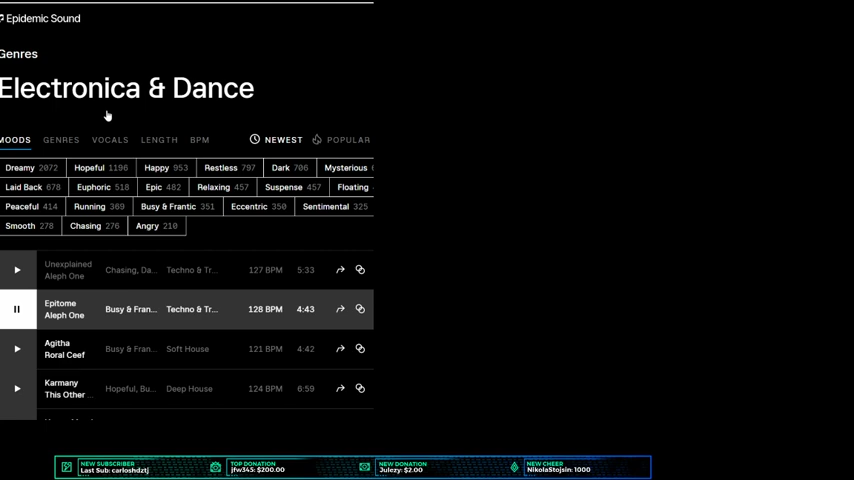 Epidemic Sound
Genres
Electronica & Dance
MOODS GENRES VOCALS LENGTH BPM NEWEST POPULAR
Dreamy 2072 Hopeful 1196 Happy 953 Restless 797 Dark 706 Mysterious
Laid Back 678 Euphoric 518 Epic 482 Relaxing 457 Suspense 457 Floating
Peaceful 414 Running 369 Busy & Frantic 351 Eccentric 350 Sentimental 325
Smooth 278 Chasing 276 Angry 210
Unexplained
Aleph One
Chasing, Da... Techno & Tr... 127 BPM 5:33
Epitome
Aleph One
Busy & Fran... Techno & Tr... 128 BPM 4:43
Agitha
Roral Ceef
Busy & Fran... Soft House 121 BPM 4:42
Karmany
This Other
Hopeful, Bu... Deep House 124 BPM 6:59
NEW SUBSCRIBER
Last Sub: carloshdztj
TOP DONATION
jfw345: $200.00
NEW DONATION
Julezy: $2.00
NEW CHEER
NikolaStojsin: 1000